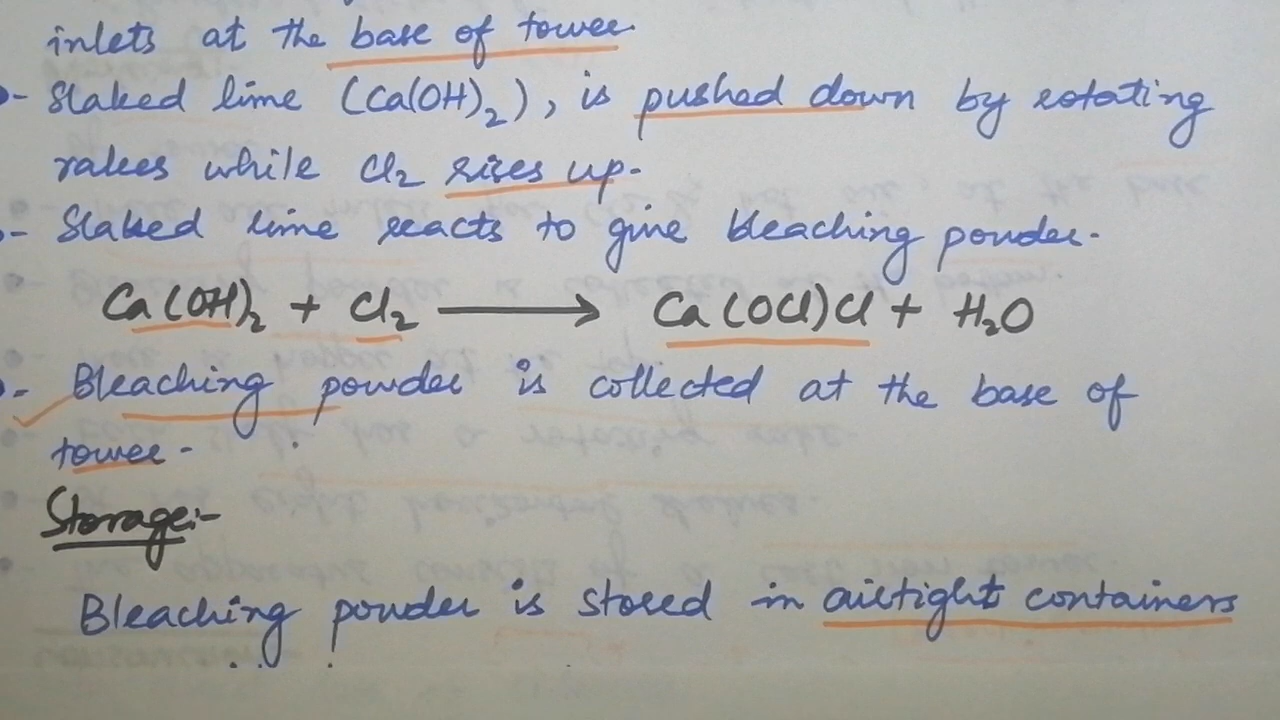 inlets at the base of tower.
- Slaked lime (Ca(OH)₂), is pushed down by rotating
rakes while Cl₂ rises up.
- Slaked lime reacts to give bleaching powder.
Ca(OH)₂ + Cl₂ ⟶ Ca(OCl)Cl + H₂O
- Bleaching powder is collected at the base of
tower.
Storage:-
Bleaching powder is stored in airtight containers